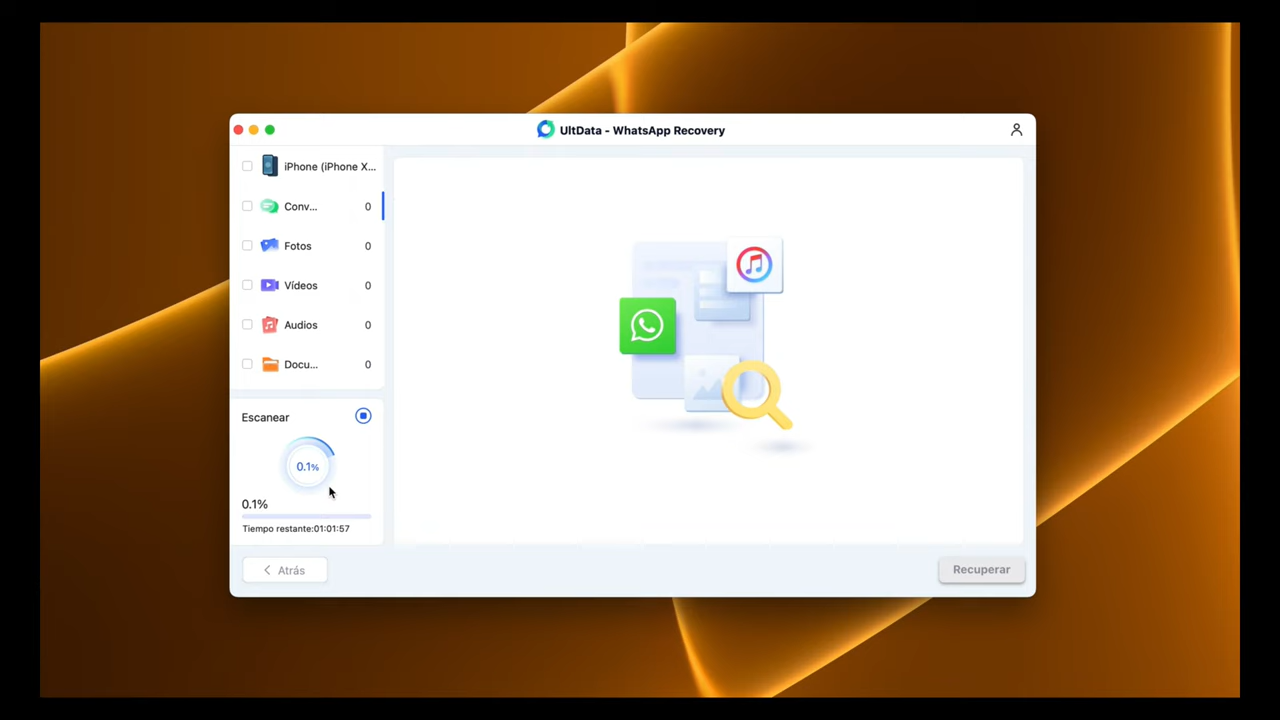 UltData - WhatsApp Recovery
iPhone (iPhone X...
Conv... 0
Fotos 0
Vídeos 0
Audios 0
Docu... 0
Escanear
0.1%
0.1%
Tiempo restante:01:01:57
Atrás
Recuperar